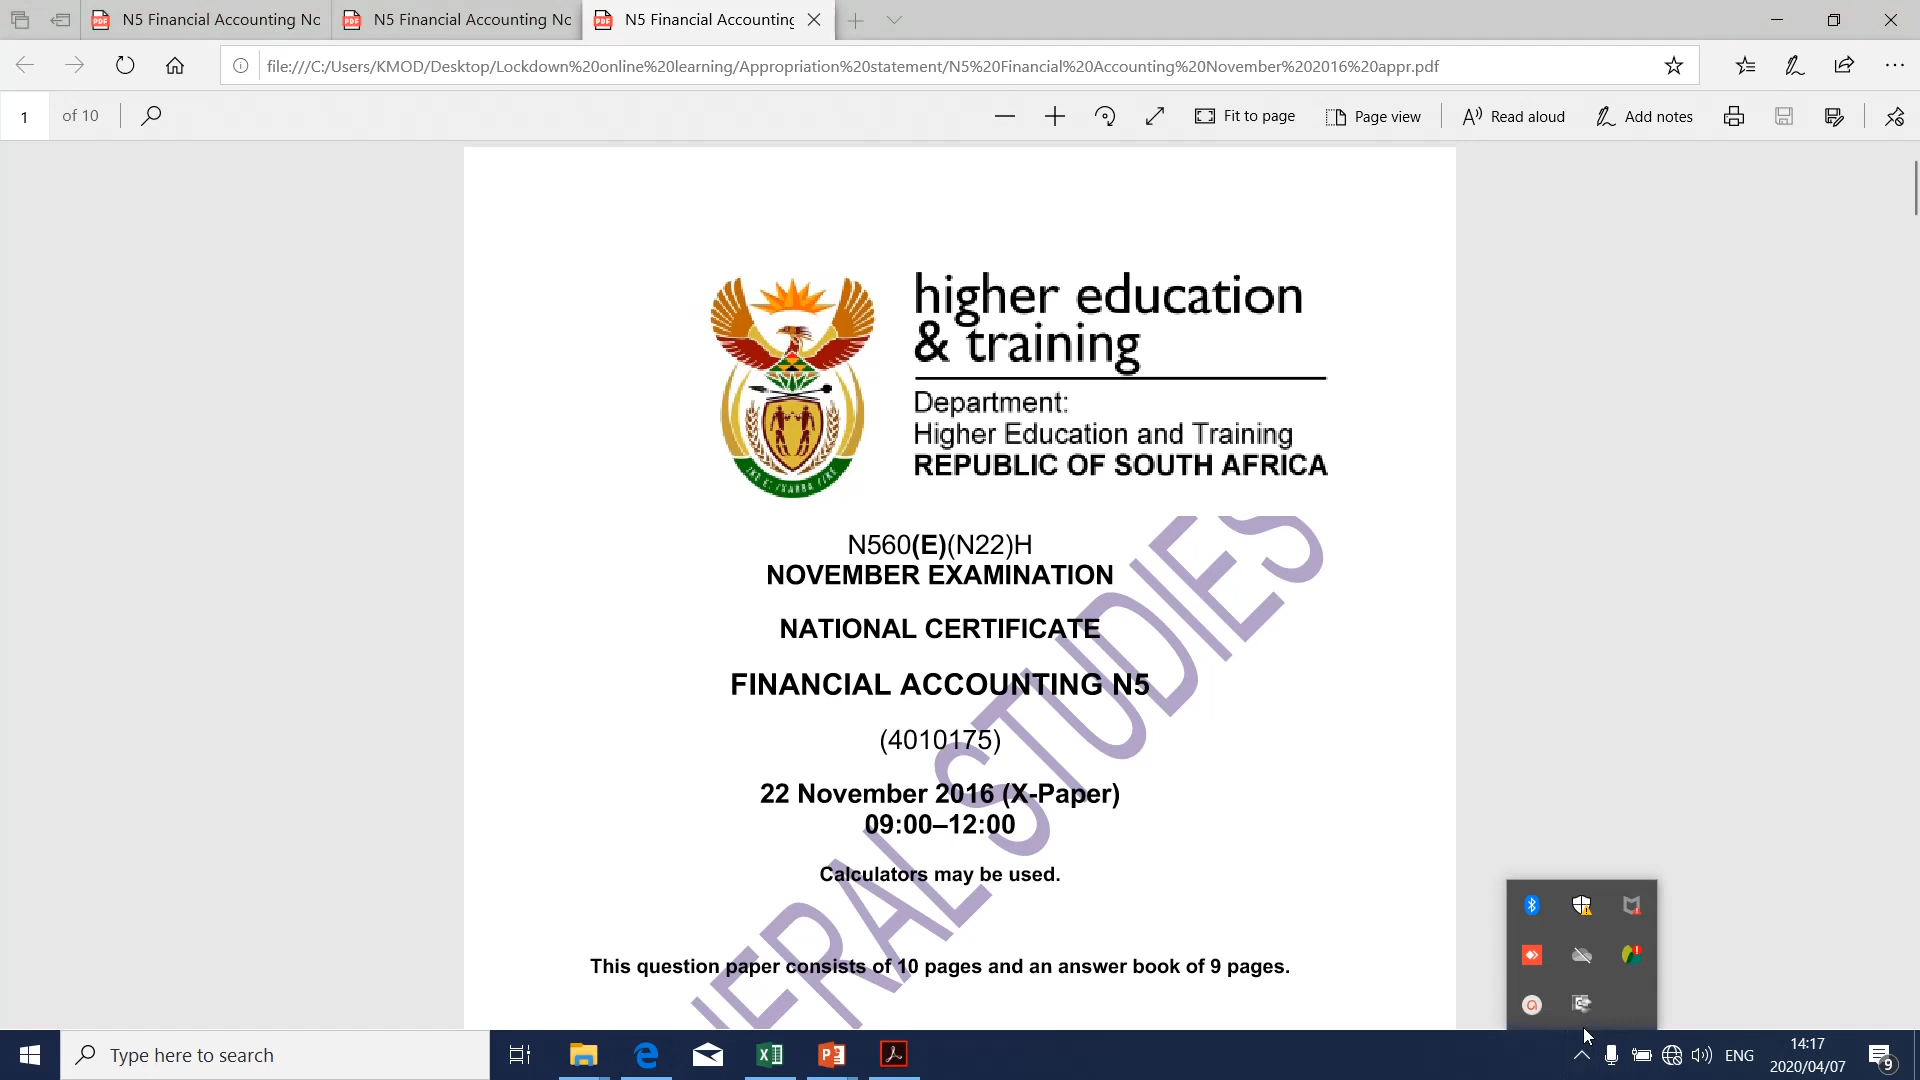 N5 Financial Accounting Nc
N5 Financial Accounting Nc
N5 Financial Accounting
file:///C:/Users/KMOD/Desktop/Lockdown%20online%20learning/Appropriation%20statement/N5%20Financial%20Accounting%20November%202016%20appr.pdf
1 of 10
Fit to page
Page view
Read aloud
Add notes
higher education
& training
Department:
Higher Education and Training
REPUBLIC OF SOUTH AFRICA
N560(E)(N22)H
NOVEMBER EXAMINATION
NATIONAL CERTIFICATE
FINANCIAL ACCOUNTING N5
(4010175)
22 November 2016 (X-Paper)
09:00–12:00
Calculators may be used.
This question paper consists of 10 pages and an answer book of 9 pages.
NERAL STUDIES
Type here to search
ENG
14:17
2020/04/07
9